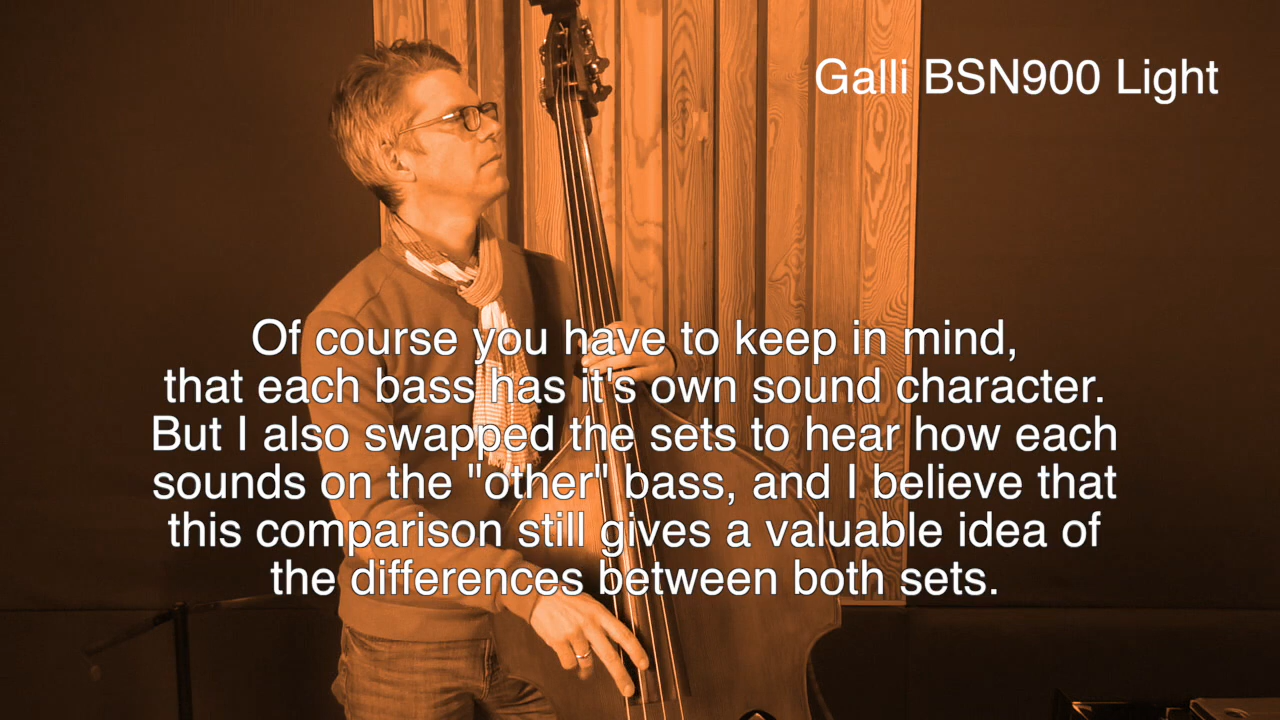 Galli BSN900 Light
Of course you have to keep in mind,
that each bass has it's own sound character.
But I also swapped the sets to hear how each
sounds on the "other" bass, and I believe that
this comparison still gives a valuable idea of
the differences between both sets.